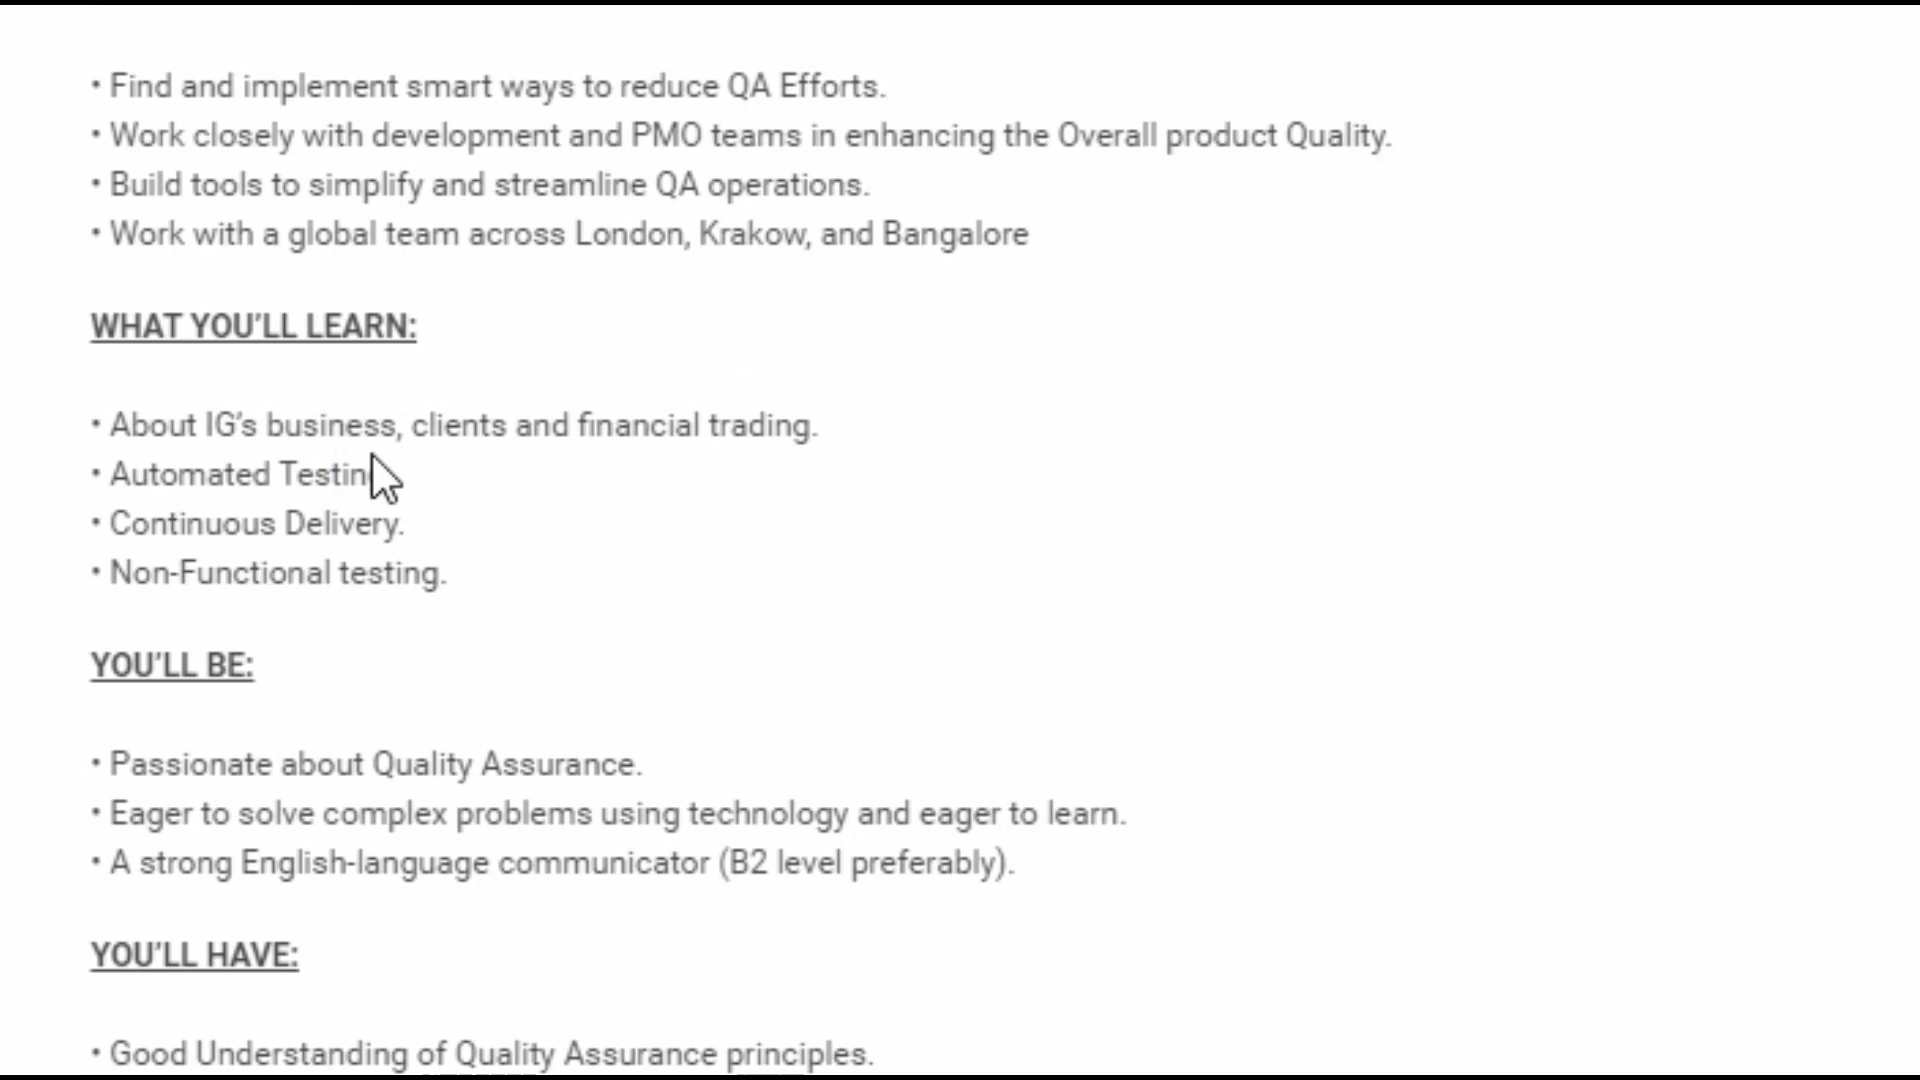 • Find and implement smart ways to reduce QA Efforts.
• Work closely with development and PMO teams in enhancing the Overall product Quality.
• Build tools to simplify and streamline QA operations.
• Work with a global team across London, Krakow, and Bangalore
WHAT YOU'LL LEARN:
• About IG's business, clients and financial trading.
• Automated Testin
• Continuous Delivery.
• Non-Functional testing.
YOU'LL BE:
• Passionate about Quality Assurance.
• Eager to solve complex problems using technology and eager to learn.
• A strong English-language communicator (B2 level preferably).
YOU'LL HAVE:
• Good Understanding of Quality Assurance principles.